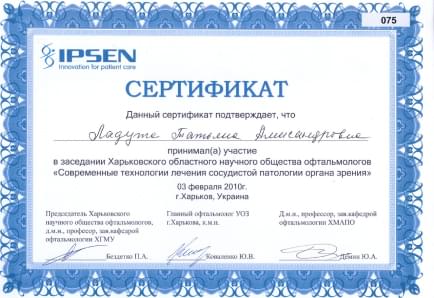 075
IPSEN
Innovation for patient care
СЕРТИФИКАТ
Данный сертификат подтверждает, что
Ладуте Татьяна Александровна
принимал(а) участие
в заседании Харьковского областного научного общества офтальмологов
«Современные технологии лечения сосудистой патологии органа зрения»
03 февраля 2010г.
г.Харьков, Украина
Председатель Харьковского
научного общества офтальмологов,
д.м.н., профессор, зав.кафедрой
офтальмологии ХГМУ
Бездетко П.А.
Главный офтальмолог УОЗ
г.Харькова, к.м.н.
Коваленко Ю.В.
Д.м.н., профессор, зав.кафедрой
офтальмологии ХМАПО
Дёмин Ю.А.